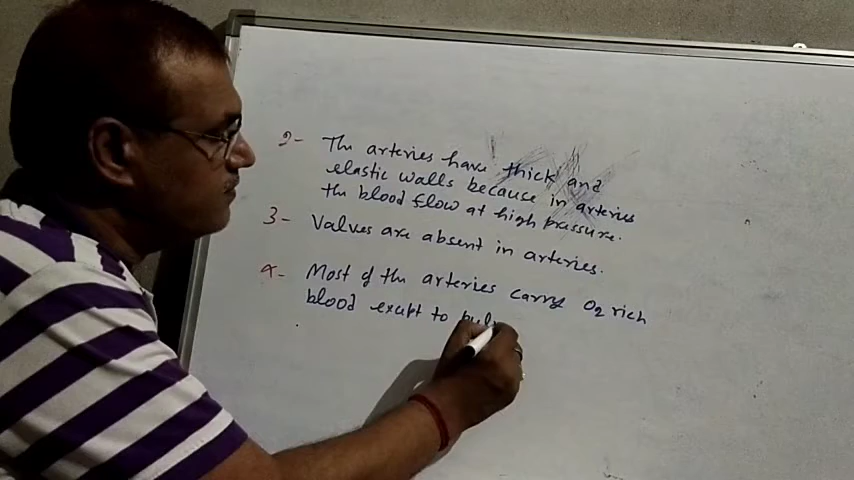 2- The arteries have thick and
elastic walls because in arteries
the blood flow at high pressure.
3- Valves are absent in arteries.
4- Most of the arteries carry O2 rich
blood except to pul